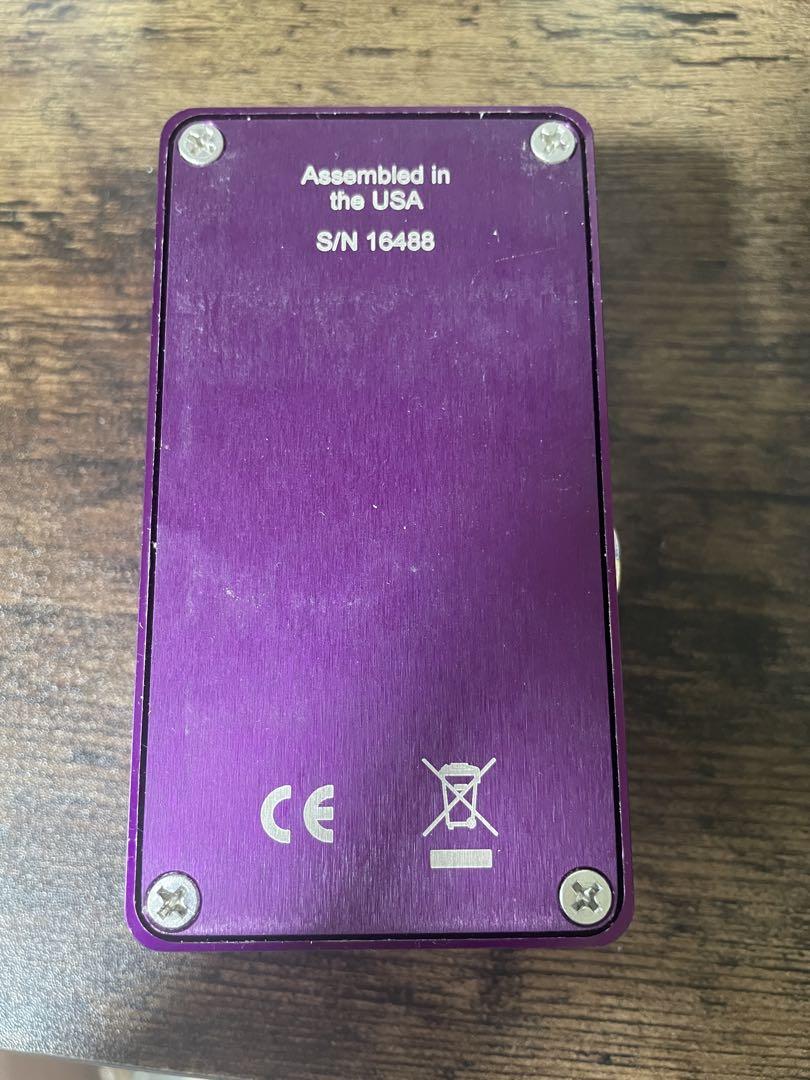 Assembled in
the USA
S/N 16488
CE